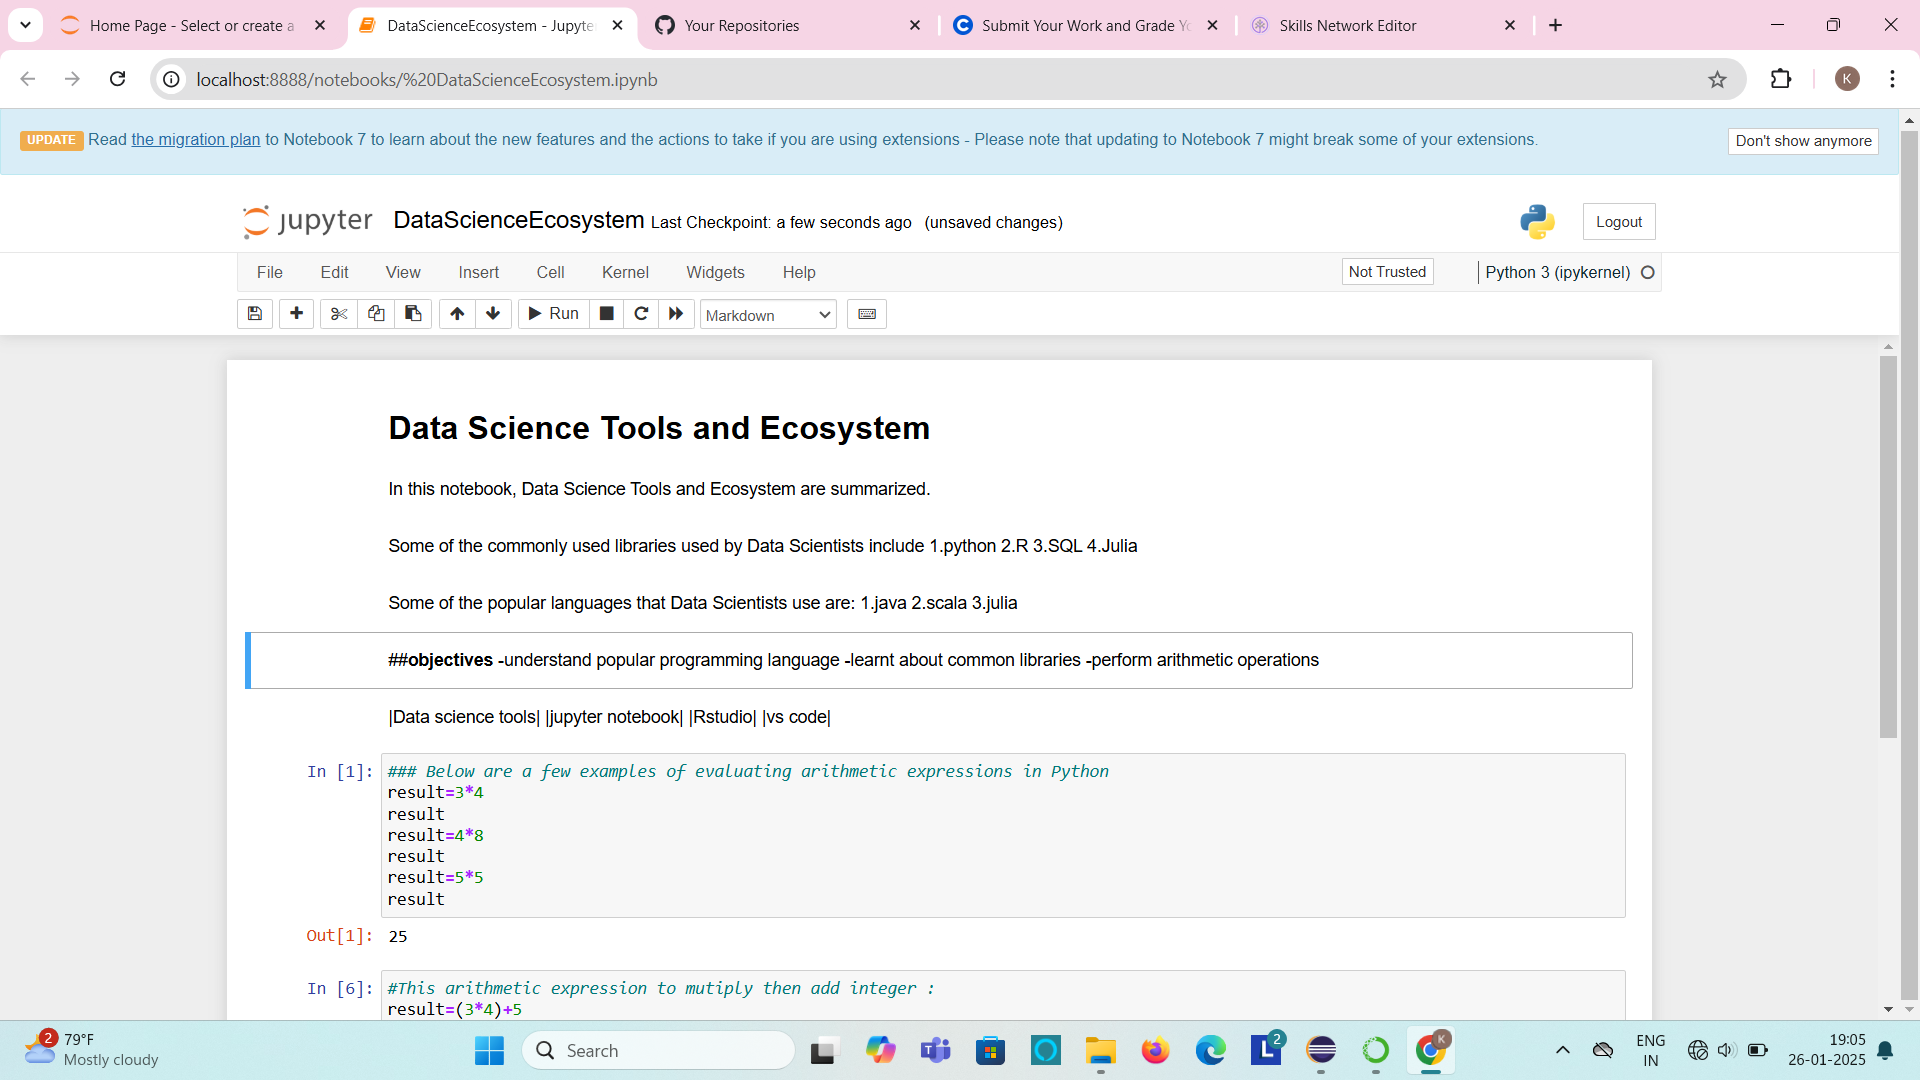 Home Page - Select or create a
DataScienceEcosystem - Jupyte
Your Repositories
Submit Your Work and Grade Yo
Skills Network Editor
localhost:8888/notebooks/%20DataScienceEcosystem.ipynb
K
UPDATE Read the migration plan to Notebook 7 to learn about the new features and the actions to take if you are using extensions - Please note that updating to Notebook 7 might break some of your extensions.
Don't show anymore
jupyter DataScienceEcosystem Last Checkpoint: a few seconds ago (unsaved changes)
Logout
File Edit View Insert Cell Kernel Widgets Help
Not Trusted
Python 3 (ipykernel)
Run
Markdown
Data Science Tools and Ecosystem
In this notebook, Data Science Tools and Ecosystem are summarized.
Some of the commonly used libraries used by Data Scientists include 1.python 2.R 3.SQL 4.Julia
Some of the popular languages that Data Scientists use are: 1.java 2.scala 3.julia
##objectives -understand popular programming language -learnt about common libraries -perform arithmetic operations
|Data science tools| |jupyter notebook| |Rstudio| |vs code|
In [1]: ### Below are a few examples of evaluating arithmetic expressions in Python
result=3*4
result
result=4*8
result
result=5*5
result
Out[1]: 25
In [6]: #This arithmetic expression to mutiply then add integer :
result=(3*4)+5
2
79°F
Mostly cloudy
Search
L
2
K
ENG
IN
19:05
26-01-2025